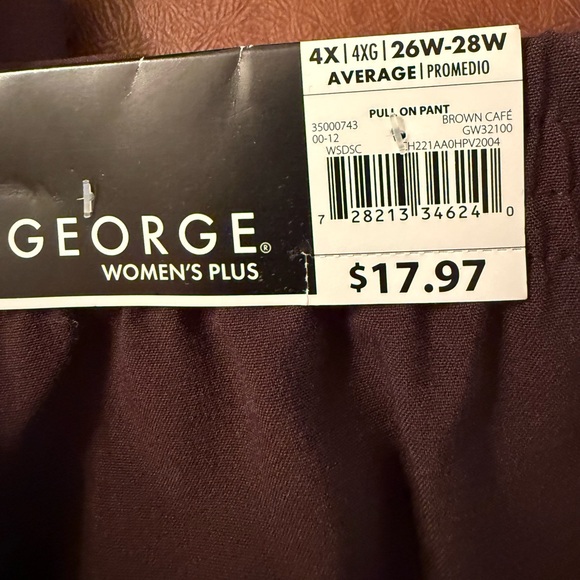 4X | 4XG | 26W-28W
AVERAGE | PROMEDIO
PULL ON PANT
35000743 BROWN CAFÉ
00-12 GW32100
WSDSC H221AA0HPV2004
7 28213 34624 0
$17.97
GEORGE®
WOMEN'S PLUS